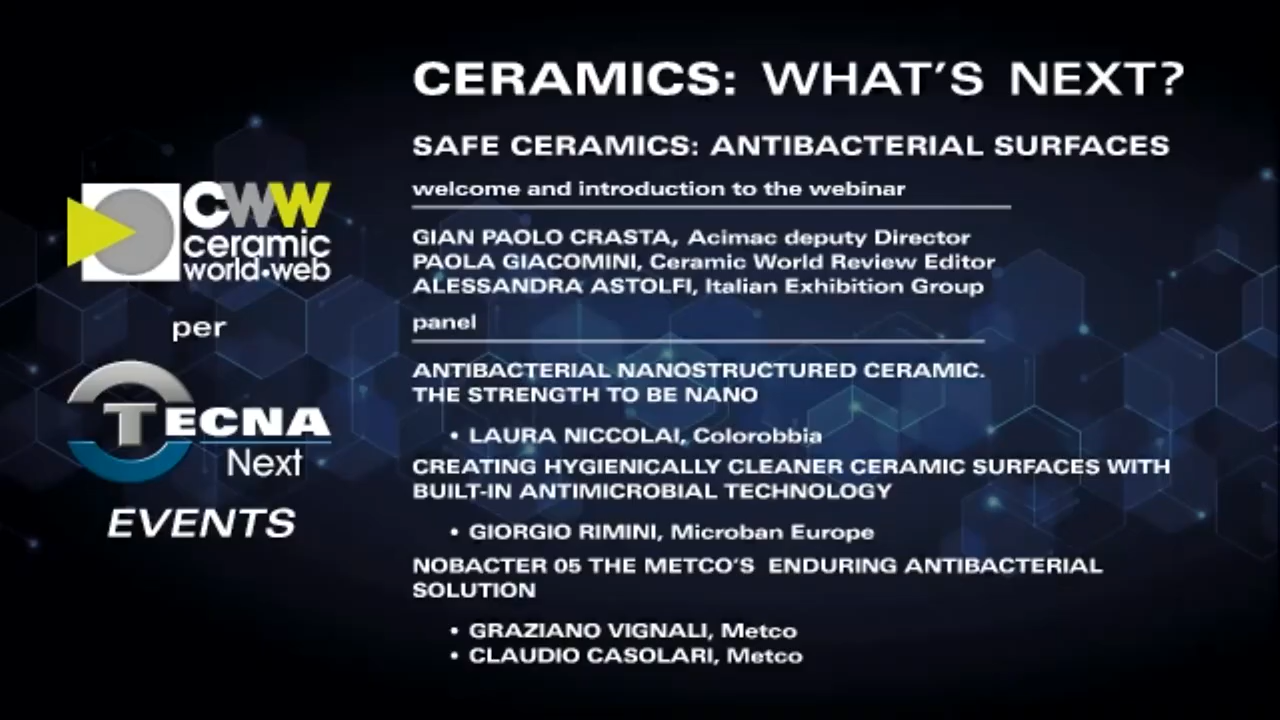 CERAMICS: WHAT'S NEXT?
SAFE CERAMICS: ANTIBACTERIAL SURFACES
welcome and introduction to the webinar
GIAN PAOLO CRASTA, Acimac deputy Director
PAOLA GIACOMINI, Ceramic World Review Editor
ALESSANDRA ASTOLFI, Italian Exhibition Group
panel
ANTIBACTERIAL NANOSTRUCTURED CERAMIC.
THE STRENGTH TO BE NANO
• LAURA NICCOLAI, Colorobbia
CREATING HYGIENICALLY CLEANER CERAMIC SURFACES WITH
BUILT-IN ANTIMICROBIAL TECHNOLOGY
• GIORGIO RIMINI, Microban Europe
NOBACTER 05 THE METCO'S ENDURING ANTIBACTERIAL
SOLUTION
• GRAZIANO VIGNALI, Metco
• CLAUDIO CASOLARI, Metco
CWW
ceramic
world•web
per
TECNA
Next
EVENTS